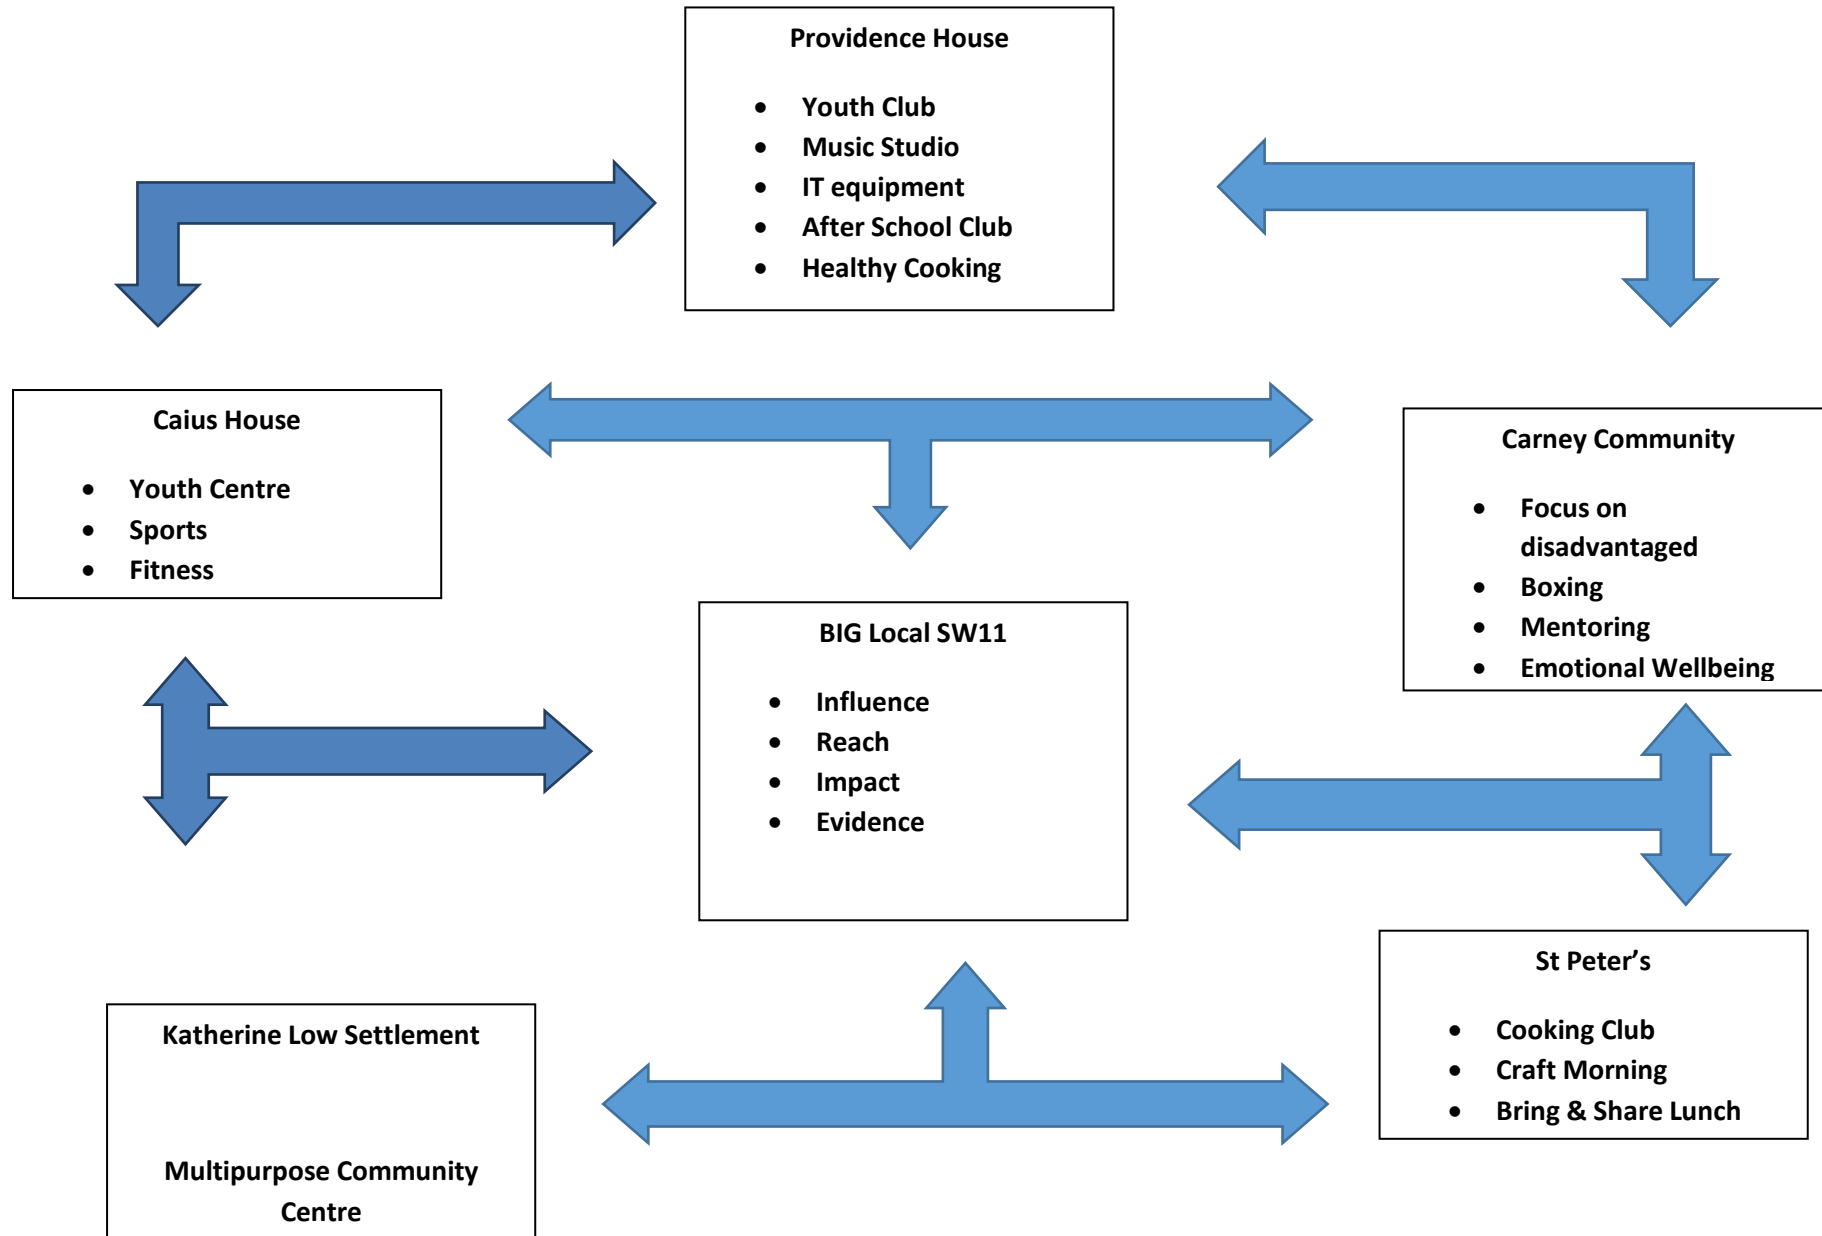 Providence House
• Youth Club
• Music Studio
• IT equipment
• After School Club
• Healthy Cooking
Caius House
• Youth Centre
• Sports
• Fitness
Carney Community
• Focus on
disadvantaged
• Boxing
• Mentoring
• Emotional Wellbeing
BIG Local SW11
• Influence
• Reach
• Impact
• Evidence
Katherine Low Settlement
Multipurpose Community
Centre
St Peter’s
• Cooking Club
• Craft Morning
• Bring & Share Lunch